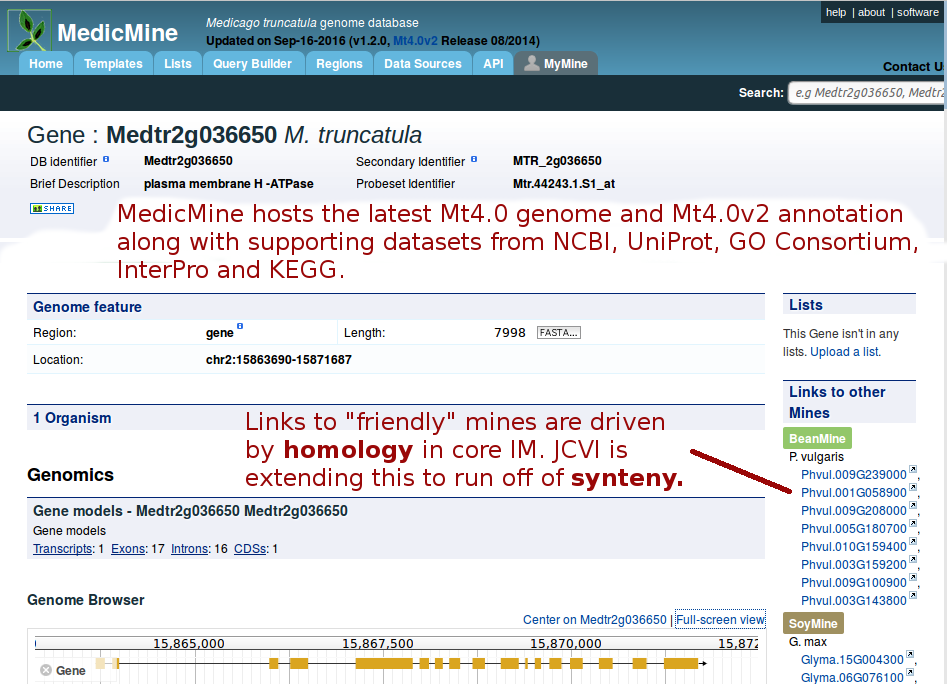 help | about | software
MedicMine
Medicago truncatula genome database
Updated on Sep-16-2016 (v1.2.0, Mt4.0v2 Release 08/2014)
Home Templates Lists Query Builder Regions Data Sources API MyMine
Contact U
Search: e.g Medtr2g036650, Medtr2
Gene : Medtr2g036650 M. truncatula
DB identifier Medtr2g036650 Secondary Identifier MTR_2g036650
Brief Description plasma membrane H -ATPase Probeset Identifier Mtr.44243.1.S1_at
SHARE
MedicMine hosts the latest Mt4.0 genome and Mt4.0v2 annotation
along with supporting datasets from NCBI, UniProt, GO Consortium,
InterPro and KEGG.
Genome feature
Region: gene Length: 7998 FASTA...
Location: chr2:15863690-15871687
1 Organism
Links to "friendly" mines are driven
by homology in core IM. JCVI is
extending this to run off of synteny.
Genomics
Gene models - Medtr2g036650 Medtr2g036650
Gene models
Transcripts: 1 Exons: 17 Introns: 16 CDSs: 1
Genome Browser
Center on Medtr2g036650 | Full-screen view
15,865,000 15,867,500 15,870,000 15,872
Gene
Lists
This Gene isn't in any
lists. Upload a list.
Links to other
Mines
BeanMine
P. vulgaris
Phvul.009G239000,
Phvul.001G058900,
Phvul.009G208000,
Phvul.005G180700,
Phvul.010G159400,
Phvul.003G159200,
Phvul.009G100900,
Phvul.003G143800
SoyMine
G. max
Glyma.15G004300,
Glyma.06G076100,